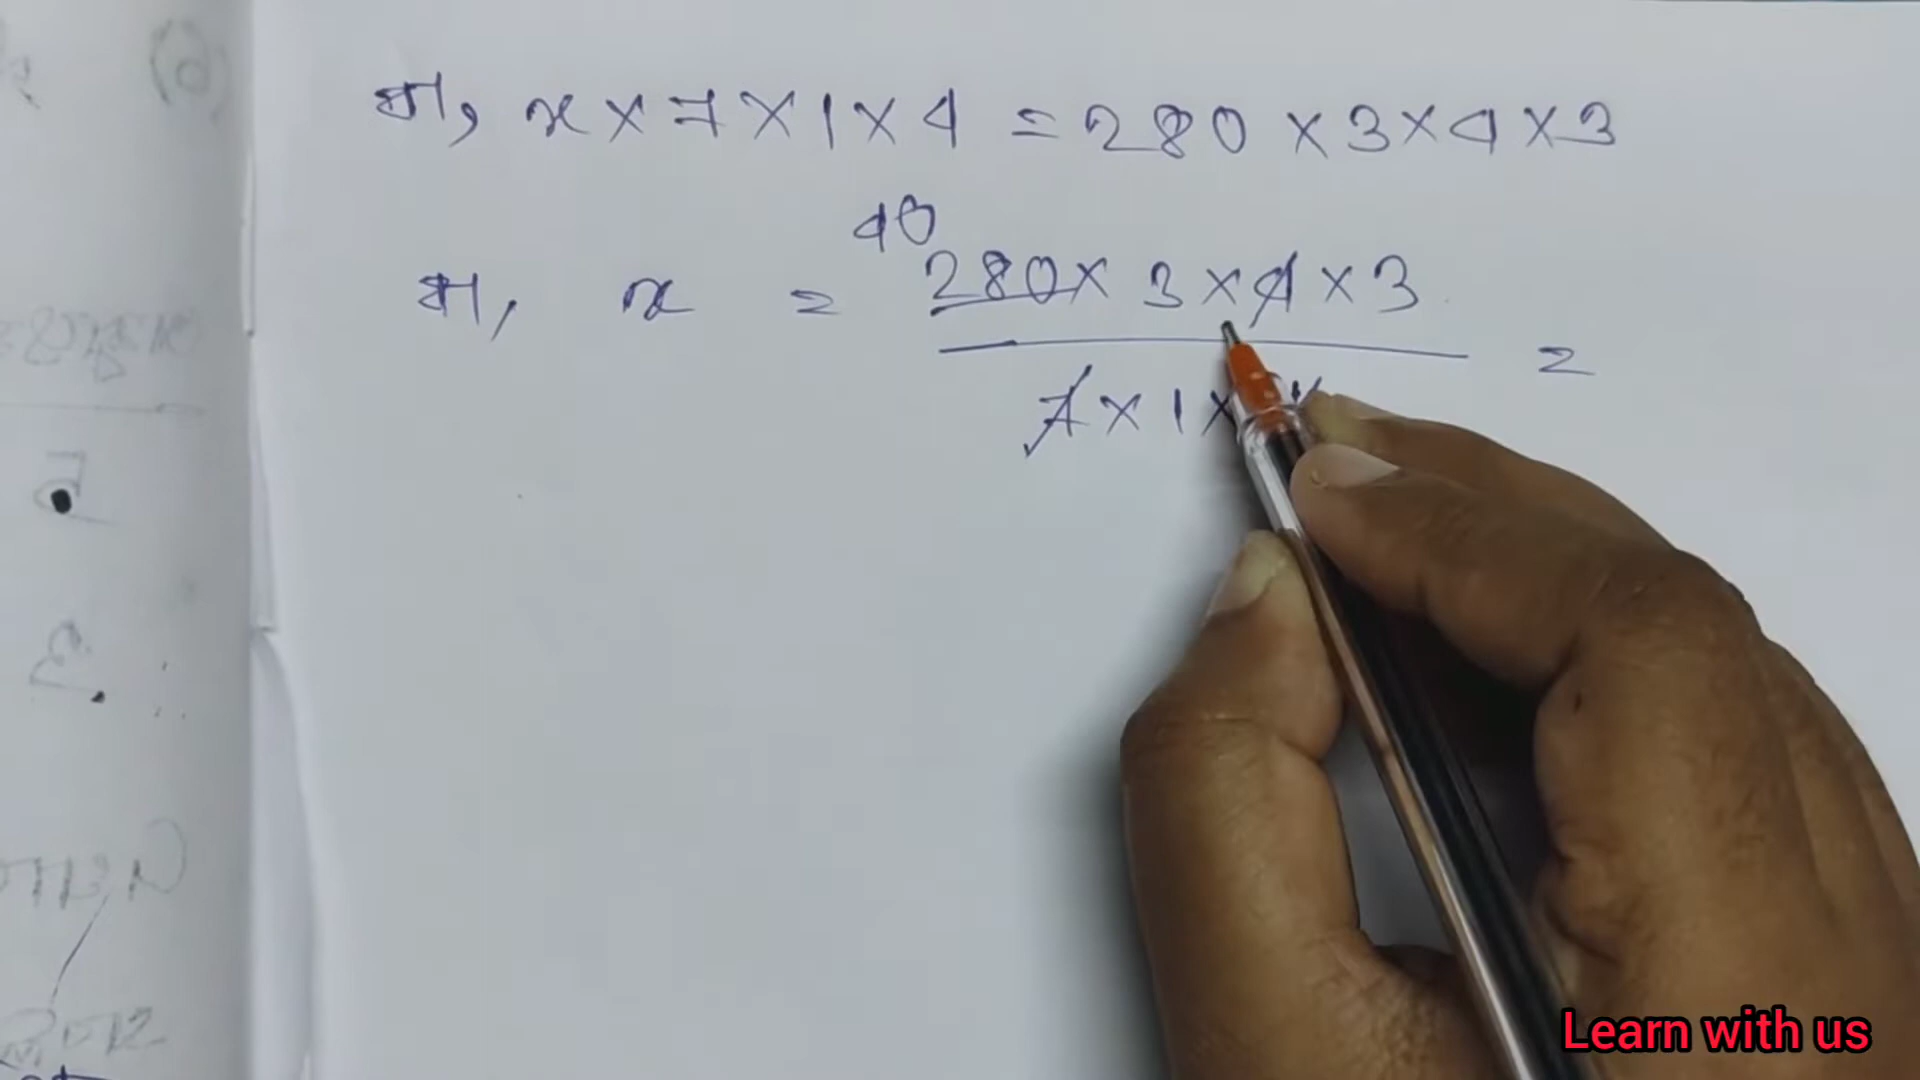 বা, x × 7 × 1 × 4 = 280 × 3 × 4 × 3
40
বা, x = 280 × 3 × 4 × 3 =
7 × 1 ×
Learn with us